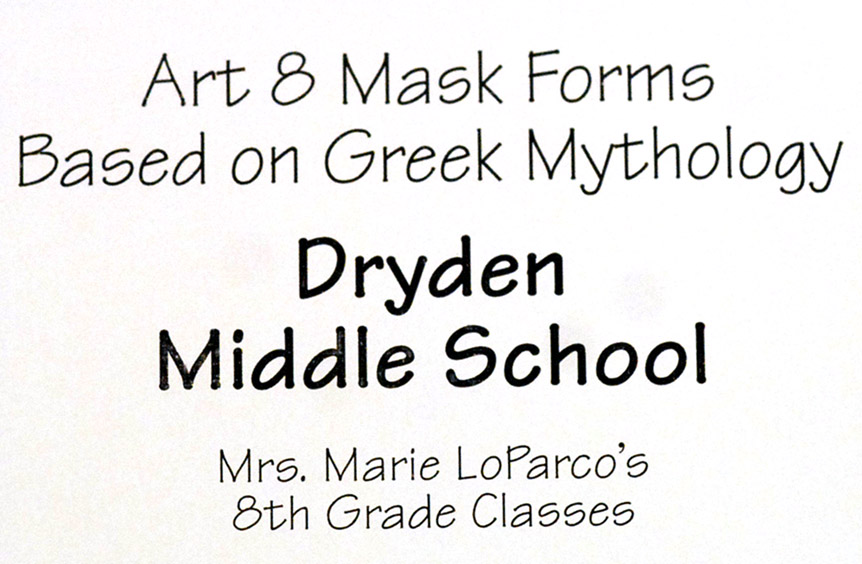 Art 8 Mask Forms
Based on Greek Mythology
Dryden
Middle School
Mrs. Marie LoParco's
8th Grade Classes